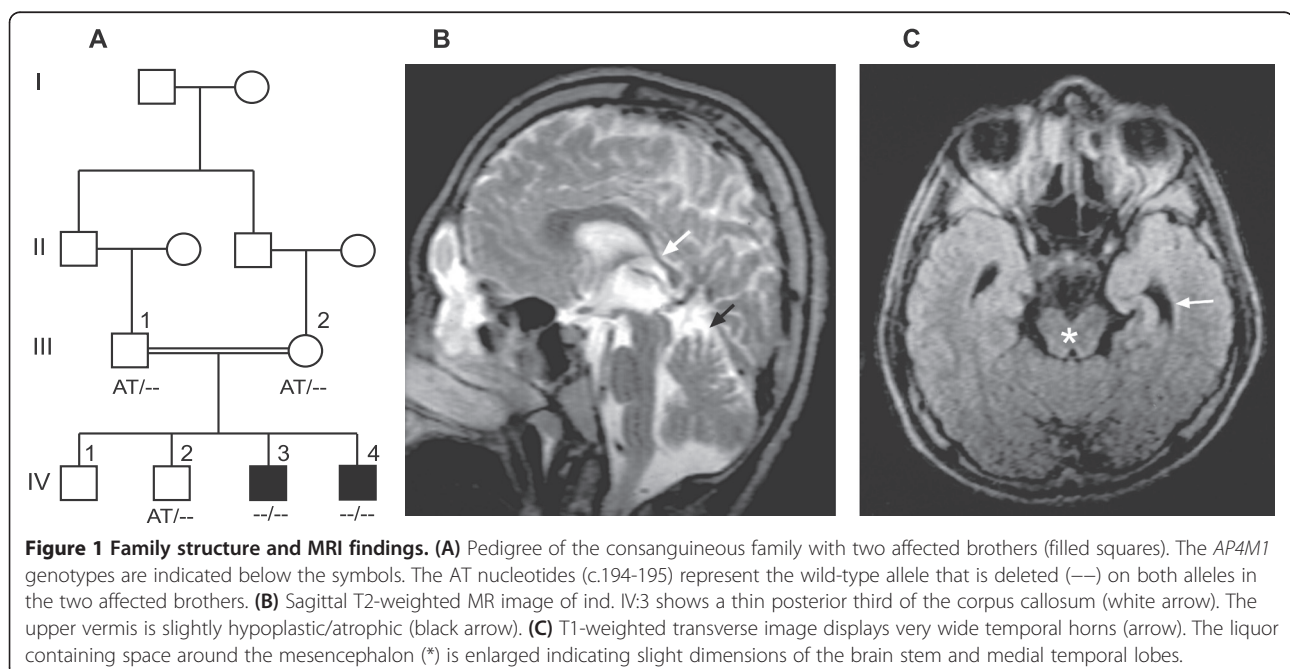 A B C
I
II
1 2
III
AT/-- AT/--
1 2 3 4
IV
AT/-- --/-- --/--
*
Figure 1 Family structure and MRI findings. (A) Pedigree of the consanguineous family with two affected brothers (filled squares). The AP4M1
genotypes are indicated below the symbols. The AT nucleotides (c.194-195) represent the wild-type allele that is deleted (−−) on both alleles in
the two affected brothers. (B) Sagittal T2-weighted MR image of ind. IV:3 shows a thin posterior third of the corpus callosum (white arrow). The
upper vermis is slightly hypoplastic/atrophic (black arrow). (C) T1-weighted transverse image displays very wide temporal horns (arrow). The liquor
containing space around the mesencephalon (*) is enlarged indicating slight dimensions of the brain stem and medial temporal lobes.